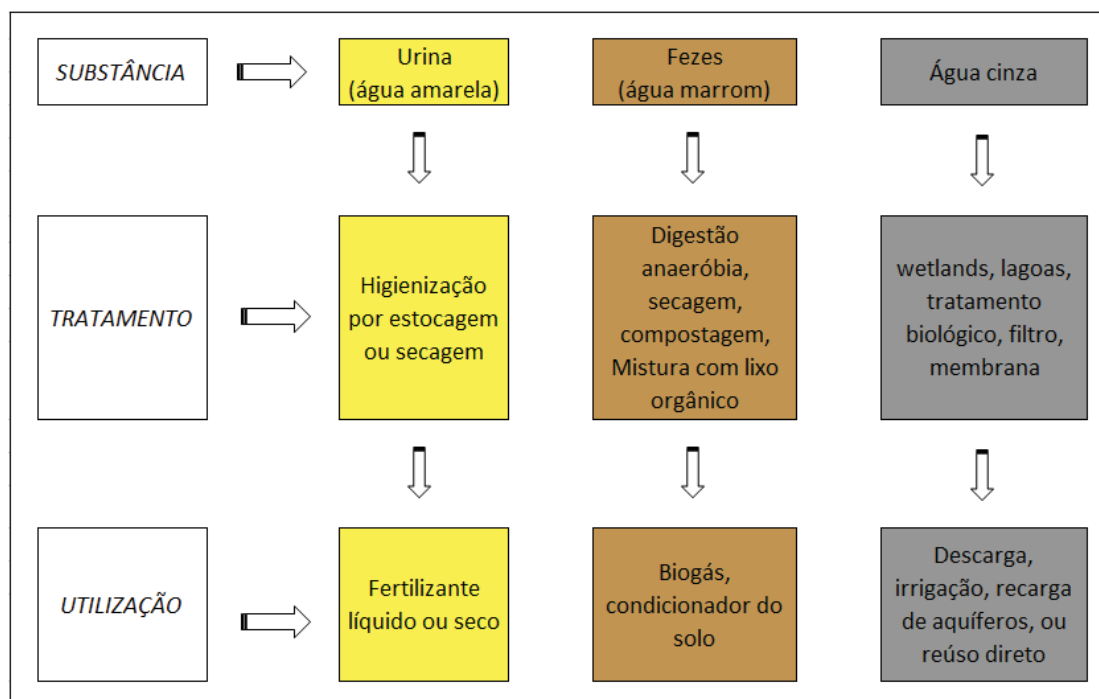 SUBSTÂNCIA
Urina
(água amarela)
Fezes
(água marrom)
Água cinza
TRATAMENTO
Higienização
por estocagem
ou secagem
Digestão
anaeróbia,
secagem,
compostagem,
Mistura com lixo
orgânico
wetlands, lagoas,
tratamento
biológico, filtro,
membrana
UTILIZAÇÃO
Fertilizante
líquido ou seco
Biogás,
condicionador do
solo
Descarga,
irrigação, recarga
de aquíferos, ou
reúso direto